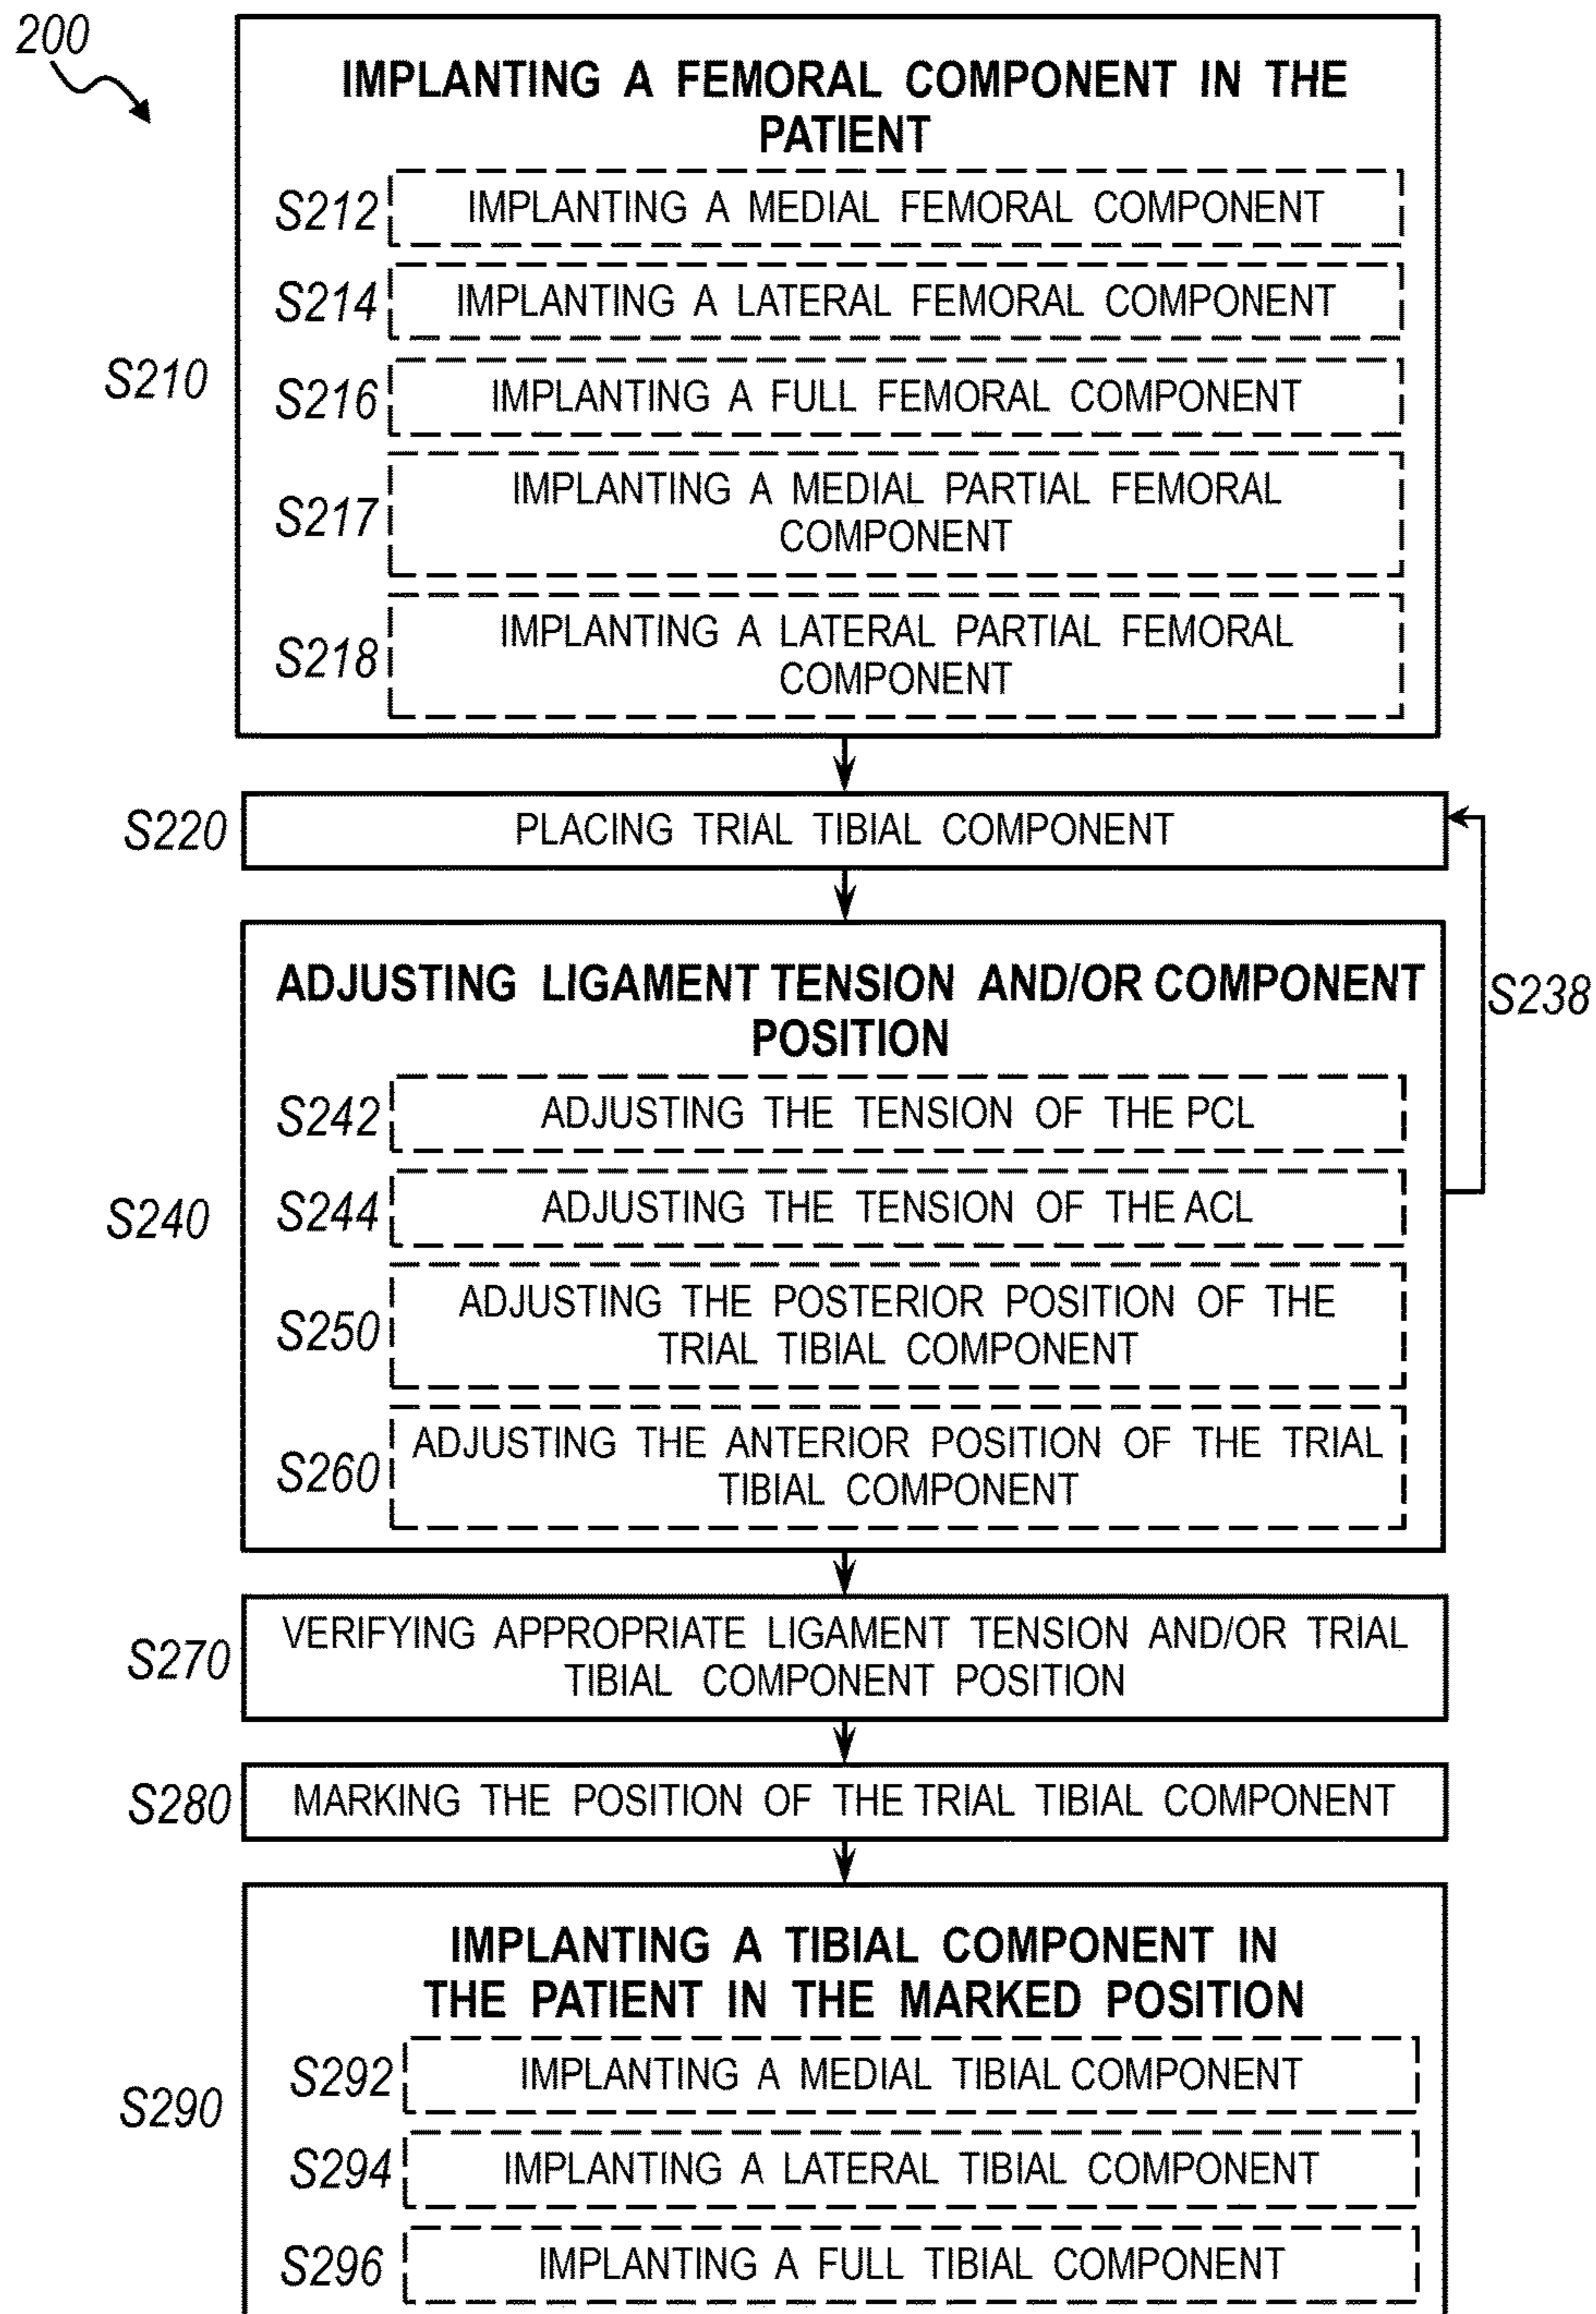 200
IMPLANTING A FEMORAL COMPONENT IN THE
PATIENT
S210
S212 IMPLANTING A MEDIAL FEMORAL COMPONENT
S214 IMPLANTING A LATERAL FEMORAL COMPONENT
S216 IMPLANTING A FULL FEMORAL COMPONENT
S217 IMPLANTING A MEDIAL PARTIAL FEMORAL
COMPONENT
S218 IMPLANTING A LATERAL PARTIAL FEMORAL
COMPONENT
S220 PLACING TRIAL TIBIAL COMPONENT
S238
ADJUSTING LIGAMENT TENSION AND/OR COMPONENT
POSITION
S240
S242 ADJUSTING THE TENSION OF THE PCL
S244 ADJUSTING THE TENSION OF THE ACL
S250 ADJUSTING THE POSTERIOR POSITION OF THE
TRIAL TIBIAL COMPONENT
S260 ADJUSTING THE ANTERIOR POSITION OF THE TRIAL
TIBIAL COMPONENT
S270 VERIFYING APPROPRIATE LIGAMENT TENSION AND/OR TRIAL
TIBIAL COMPONENT POSITION
S280 MARKING THE POSITION OF THE TRIAL TIBIAL COMPONENT
IMPLANTING A TIBIAL COMPONENT IN
THE PATIENT IN THE MARKED POSITION
S290
S292 IMPLANTING A MEDIAL TIBIAL COMPONENT
S294 IMPLANTING A LATERAL TIBIAL COMPONENT
S296 IMPLANTING A FULL TIBIAL COMPONENT